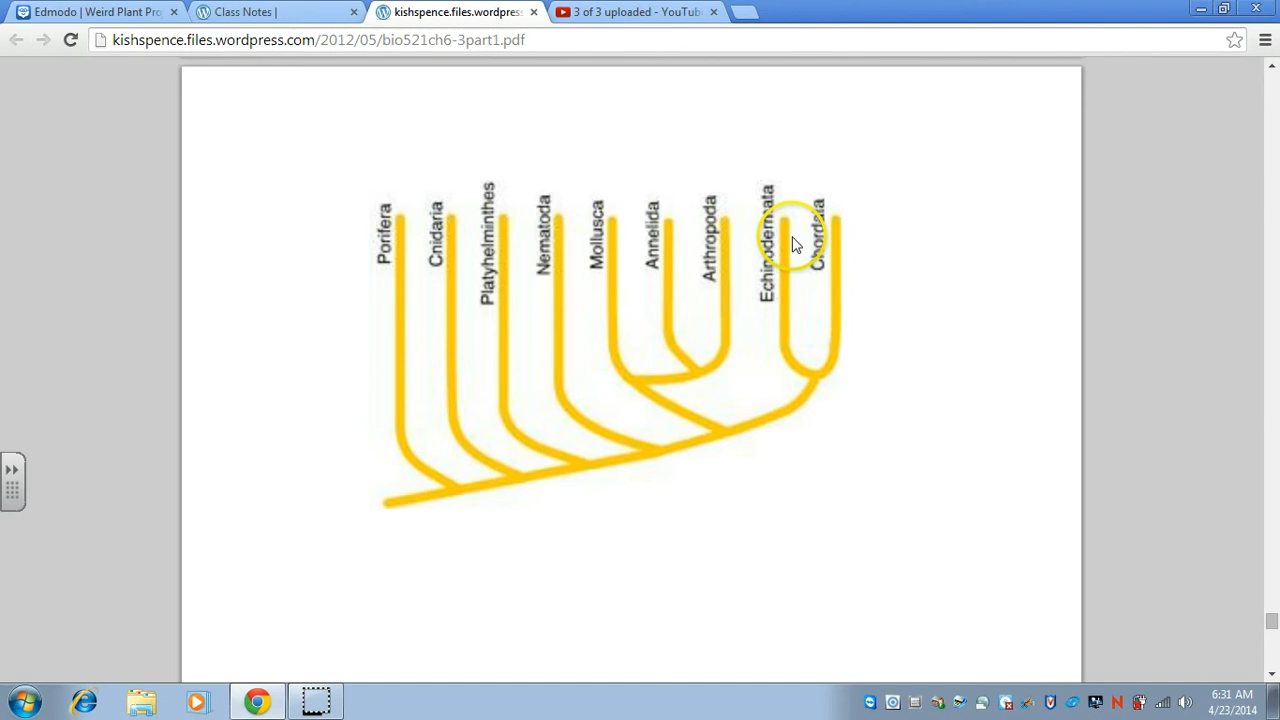 Edmodo | Weird Plant Pro
Class Notes |
kishspence.files.wordpress
3 of 3 uploaded - YouTube
kishspence.files.wordpress.com/2012/05/bio521ch6-3part1.pdf
Porifera
Cnidaria
Platyhelminthes
Nematoda
Mollusca
Annelida
Arthropoda
Echinodermata
Chordata
6:31 AM
4/23/2014